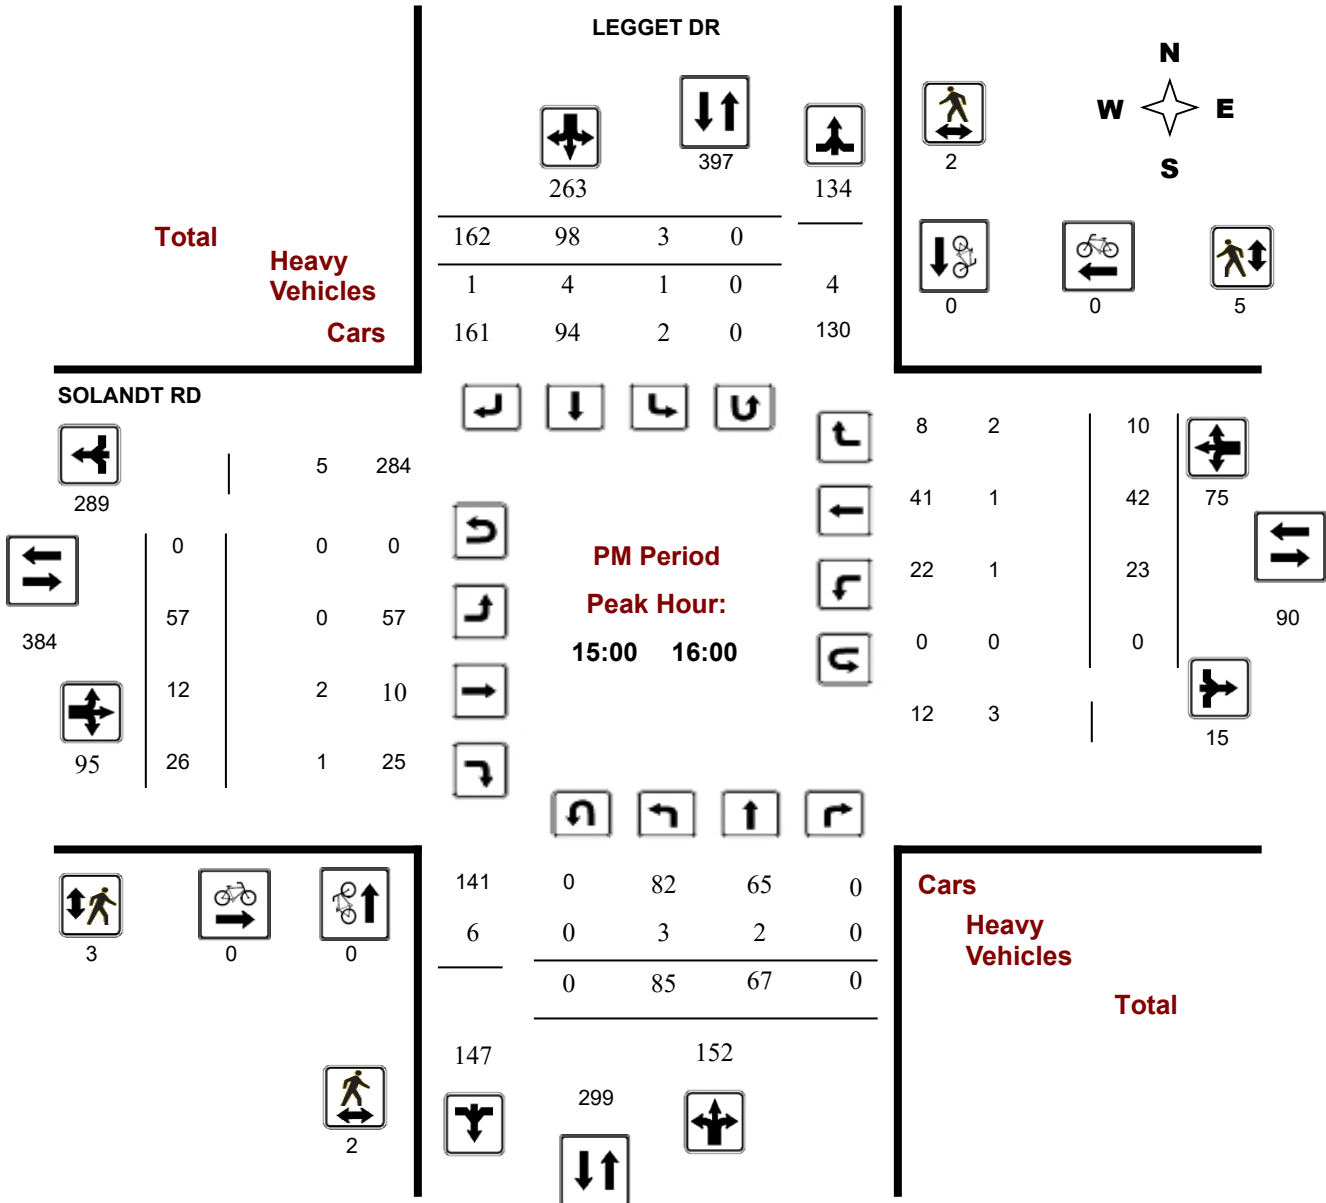 LEGGET DR
N
W E
S
397
2
263
134
Total
162 98 3 0
Heavy
Vehicles
1 4 1 0 4
0 0 5
Cars
161 94 2 0 130
SOLANDT RD
8 2 10
5 284
289
41 1 42 75
0 0 0
PM Period
22 1 23
Peak Hour:
57 0 57
90
384
15:00 16:00
0 0 0
12 2 10
12 3
15
95 26 1 25
141 0 82 65 0
Cars
6 0 3 2 0
Heavy
Vehicles
3 0 0
0 85 67 0
Total
147 152
299
2